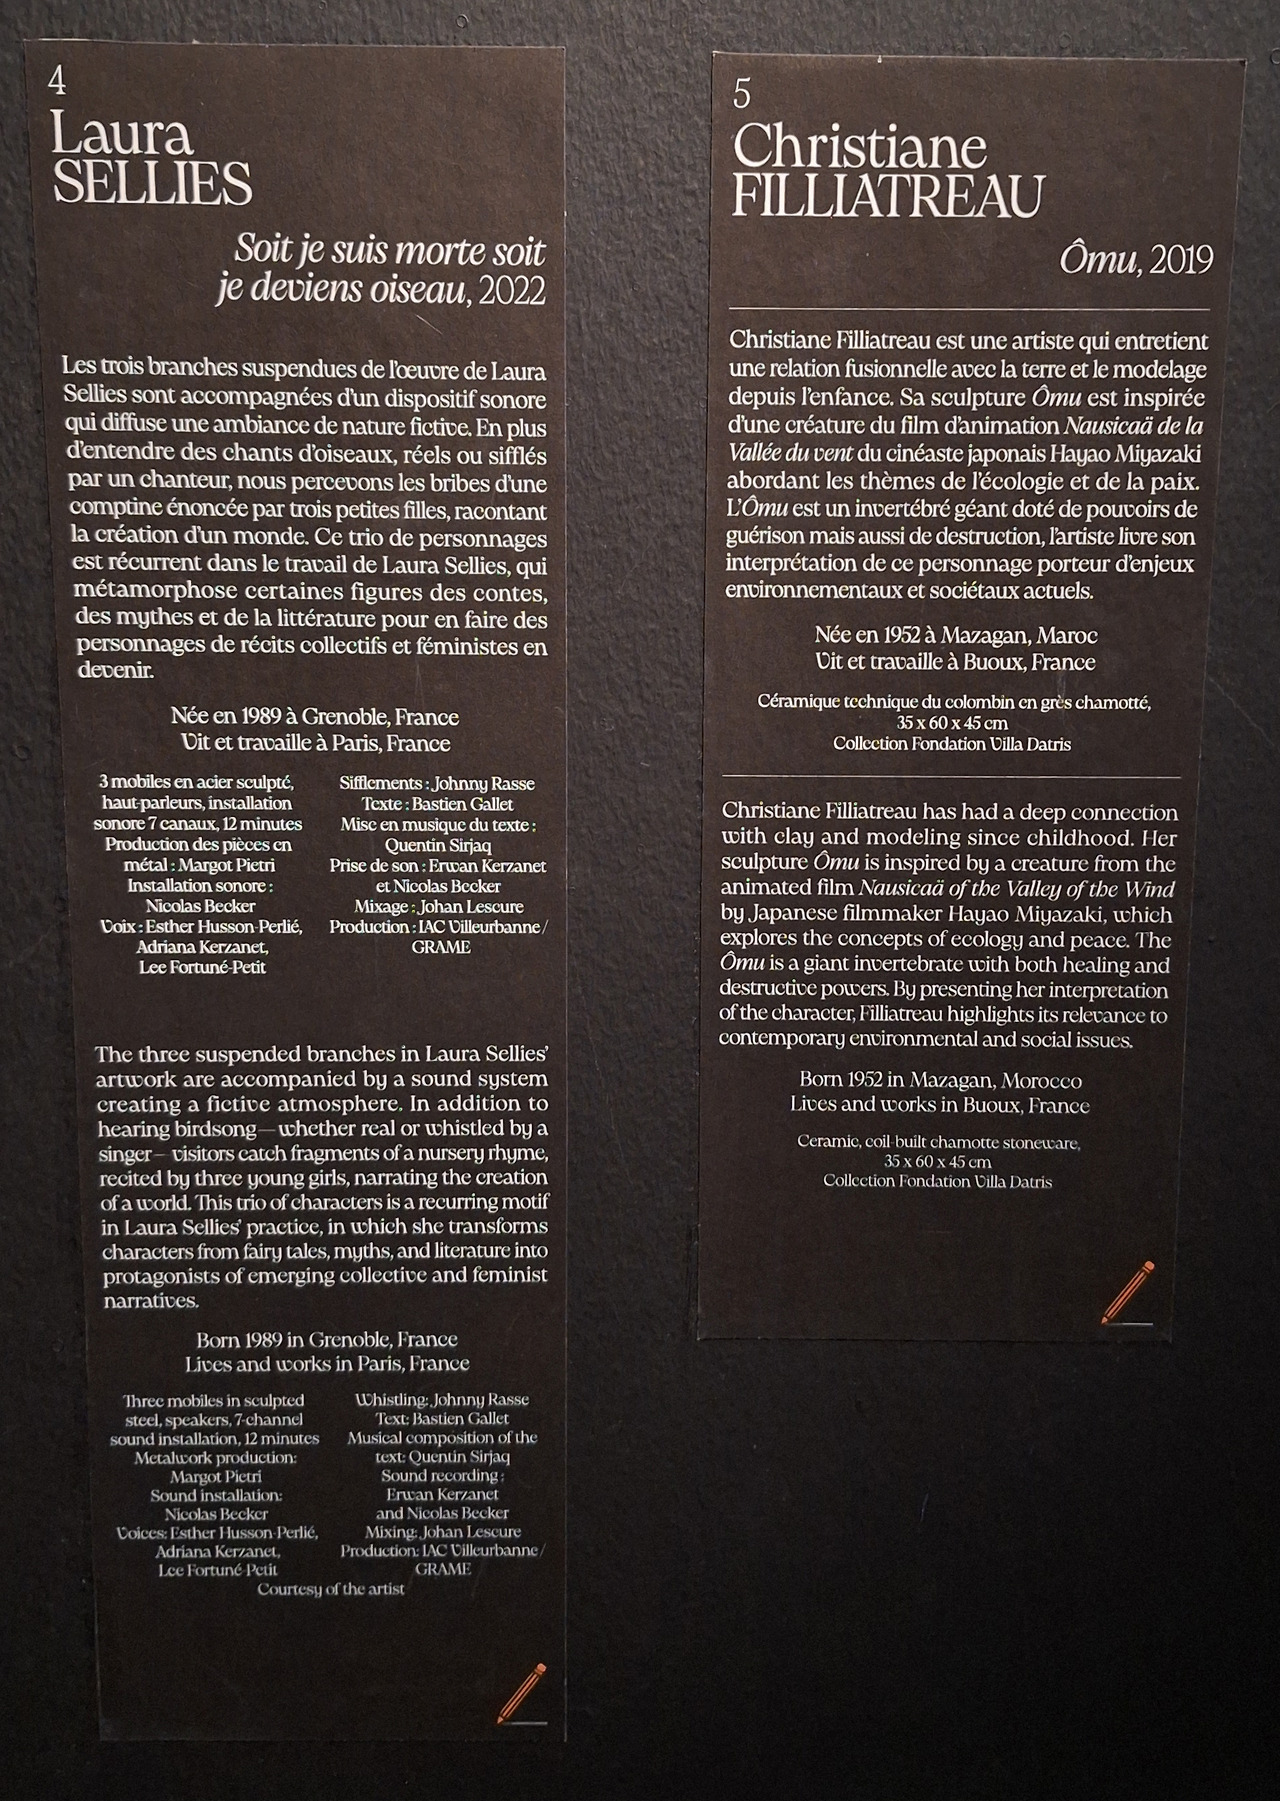 4
Laura
SELLIES
Soit je suis morte soit
je deviens oiseau, 2022
Les trois branches suspendues de l'œuvre de Laura
Sellies sont accompagnées d'un dispositif sonore
qui diffuse une ambiance de nature fictive. En plus
d'entendre des chants d'oiseaux, réels ou sifflés
par un chanteur, nous percevons les bribes d'une
comptine énoncée par trois petites filles, racontant
la création d'un monde. Ce trio de personnages
est récurrent dans le travail de Laura Sellies, qui
métamorphose certaines figures des contes,
des mythes et de la littérature pour en faire des
personnages de récits collectifs et féministes en
devenir.
Née en 1989 à Grenoble, France
Vit et travaille à Paris, France
3 mobiles en acier sculpté,
haut-parleurs, installation
sonore 7 canaux, 12 minutes
Production des pièces en
métal : Margot Pietri
Installation sonore :
Nicolas Becker
Voix : Esther Husson-Perlié,
Adriana Kerzanet,
Lee Fortuné-Petit
Sifflements : Johnny Rasse
Texte : Bastien Gallet
Mise en musique du texte :
Quentin Sirjaq
Prise de son : Erwan Kerzanet
et Nicolas Becker
Mixage : Johan Lescure
Production : IAC Villeurbanne /
GRAME
The three suspended branches in Laura Sellies'
artwork are accompanied by a sound system
creating a fictive atmosphere. In addition to
hearing birdsong—whether real or whistled by a
singer— visitors catch fragments of a nursery rhyme,
recited by three young girls, narrating the creation
of a world. This trio of characters is a recurring motif
in Laura Sellies' practice, in which she transforms
characters from fairy tales, myths, and literature into
protagonists of emerging collective and feminist
narratives.
Born 1989 in Grenoble, France
Lives and works in Paris, France
Three mobiles in sculpted
steel, speakers, 7-channel
sound installation, 12 minutes
Metalwork production:
Margot Pietri
Sound installation:
Nicolas Becker
Voices: Esther Husson-Perlié,
Adriana Kerzanet,
Lee Fortuné-Petit
Whistling: Johnny Rasse
Text: Bastien Gallet
Musical composition of the
text: Quentin Sirjaq
Sound recording :
Erwan Kerzanet
and Nicolas Becker
Mixing: Johan Lescure
Production: IAC Villeurbanne /
GRAME
Courtesy of the artist
5
Christiane
FILLIATREAU
Ômu, 2019
Christiane Filliatreau est une artiste qui entretient
une relation fusionnelle avec la terre et le modelage
depuis l'enfance. Sa sculpture Ômu est inspirée
d'une créature du film d'animation Nausicaä de la
Vallée du vent du cinéaste japonais Hayao Miyazaki
abordant les thèmes de l'écologie et de la paix.
L'Ômu est un invertébré géant doté de pouvoirs de
guérison mais aussi de destruction, l'artiste livre son
interprétation de ce personnage porteur d'enjeux
environnementaux et sociétaux actuels.
Née en 1952 à Mazagan, Maroc
Vit et travaille à Buoux, France
Céramique technique du colombin en grès chamotté,
35 x 60 x 45 cm
Collection Fondation Villa Datris
Christiane Filliatreau has had a deep connection
with clay and modeling since childhood. Her
sculpture Ômu is inspired by a creature from the
animated film Nausicaä of the Valley of the Wind
by Japanese filmmaker Hayao Miyazaki, which
explores the concepts of ecology and peace. The
Ômu is a giant invertebrate with both healing and
destructive powers. By presenting her interpretation
of the character, Filliatreau highlights its relevance to
contemporary environmental and social issues.
Born 1952 in Mazagan, Morocco
Lives and works in Buoux, France
Ceramic, coil-built chamotte stoneware,
35 x 60 x 45 cm
Collection Fondation Villa Datris